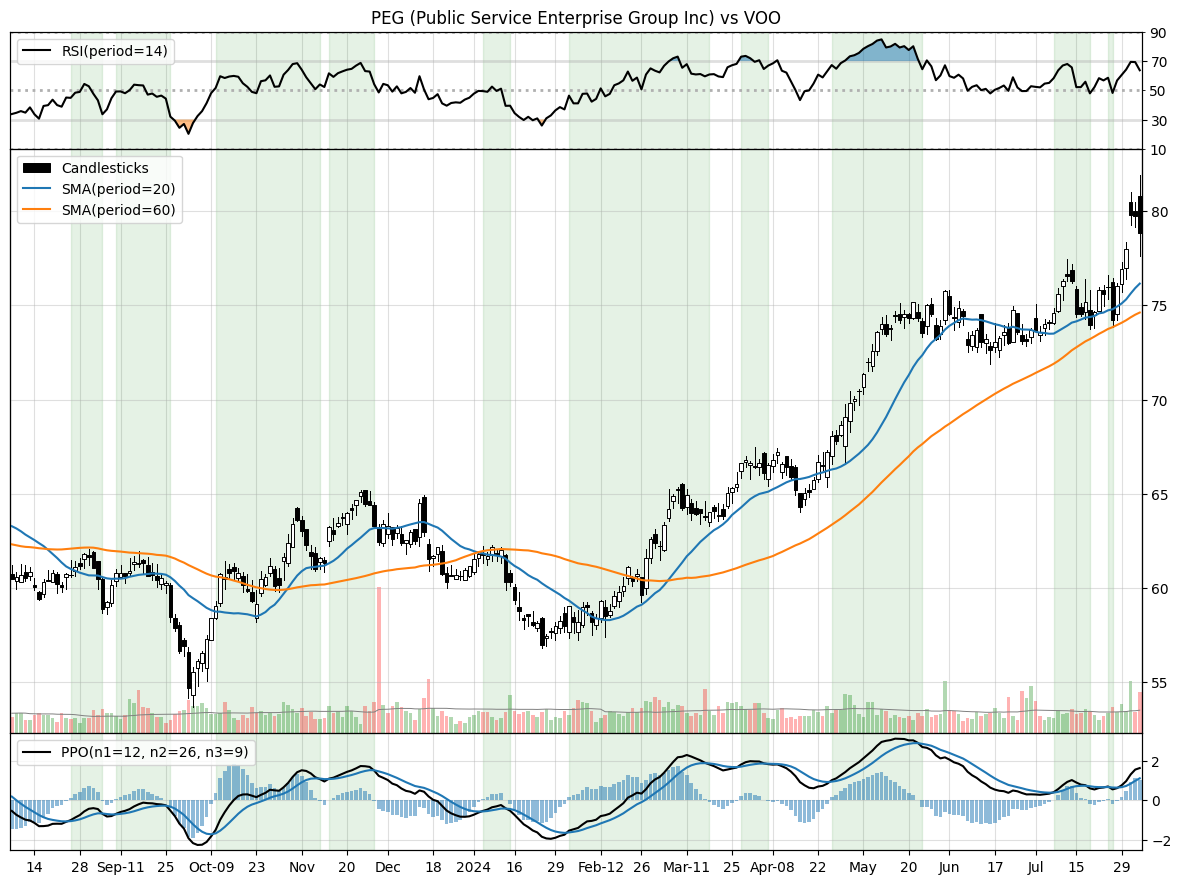 PEG (Public Service Enterprise Group Inc) vs VOO
RSI(period=14)
90
70
50
30
10
Candlesticks
SMA(period=20)
SMA(period=60)
80
75
70
65
60
55
PPO(n1=12, n2=26, n3=9)
2
0
−2
14 28 Sep-11 25 Oct-09 23 Nov 20 Dec 18 2024 16 29 Feb-12 26 Mar-11 25 Apr-08 22 May 20 Jun 17 Jul 15 29